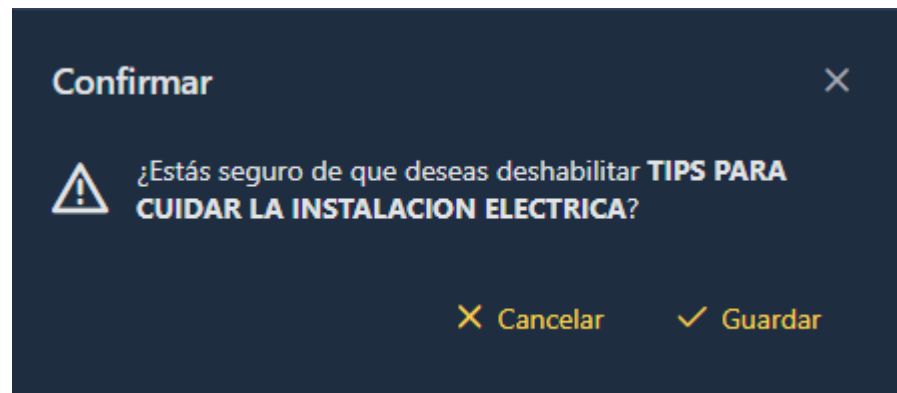 Confirmar
¿Estás seguro de que deseas deshabilitar TIPS PARA
CUIDAR LA INSTALACION ELECTRICA?
Cancelar
Guardar